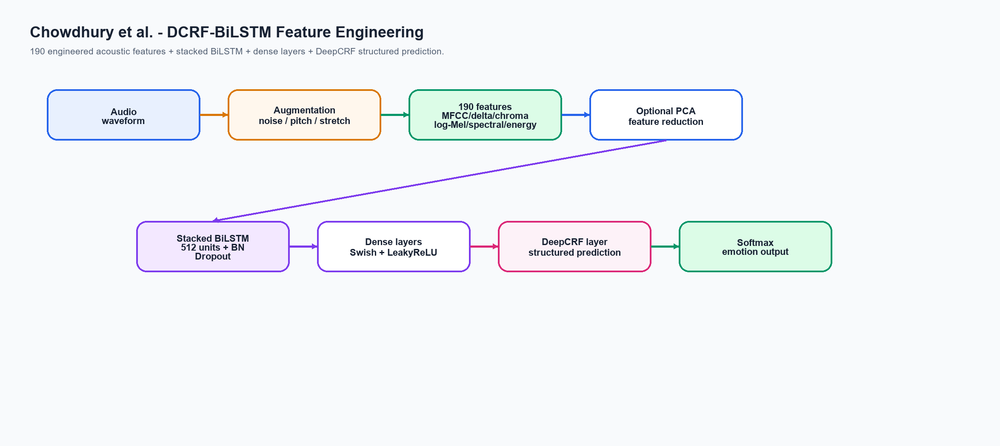 Chowdhury et al. - DCRF-BiLSTM Feature Engineering
190 engineered acoustic features + stacked BiLSTM + dense layers + DeepCRF structured prediction.
Audio
waveform
Augmentation
noise / pitch / stretch
190 features
MFCC/delta/chroma
log-Mel/spectral/energy
Optional PCA
feature reduction
Stacked BiLSTM
512 units + BN
Dropout
Dense layers
Swish + LeakyReLU
DeepCRF layer
structured prediction
Softmax
emotion output